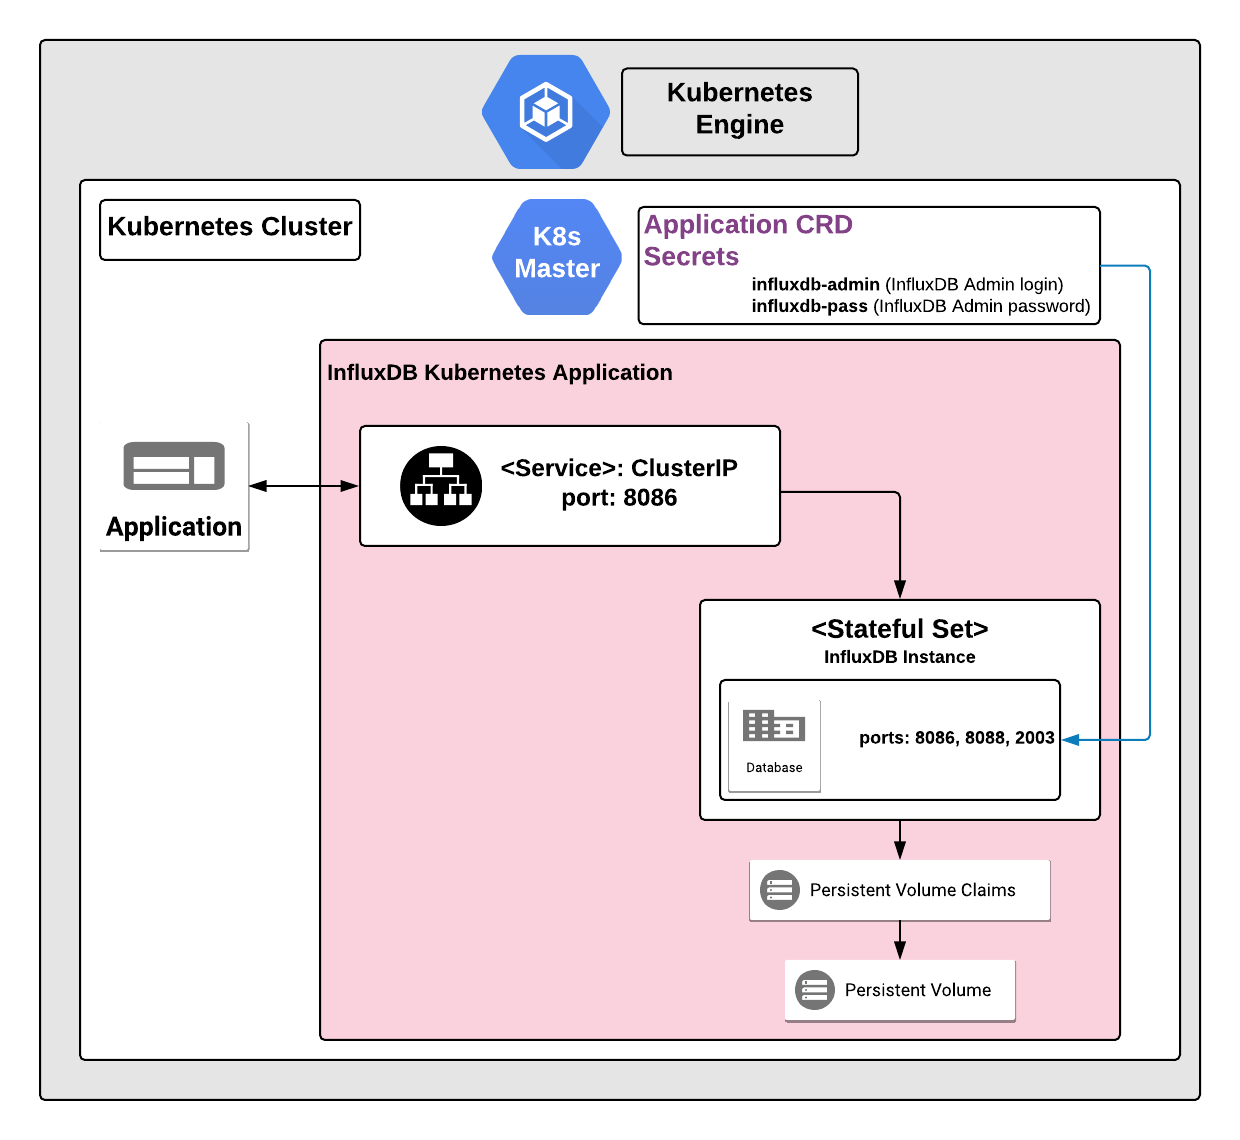 Kubernetes
Engine
Kubernetes Cluster
K8s
Master
Application CRD
Secrets
influxdb-admin (InfluxDB Admin login)
influxdb-pass (InfluxDB Admin password)
InfluxDB Kubernetes Application
Application
<Service>: ClusterIP
port: 8086
<Stateful Set>
InfluxDB Instance
Database
ports: 8086, 8088, 2003
Persistent Volume Claims
Persistent Volume